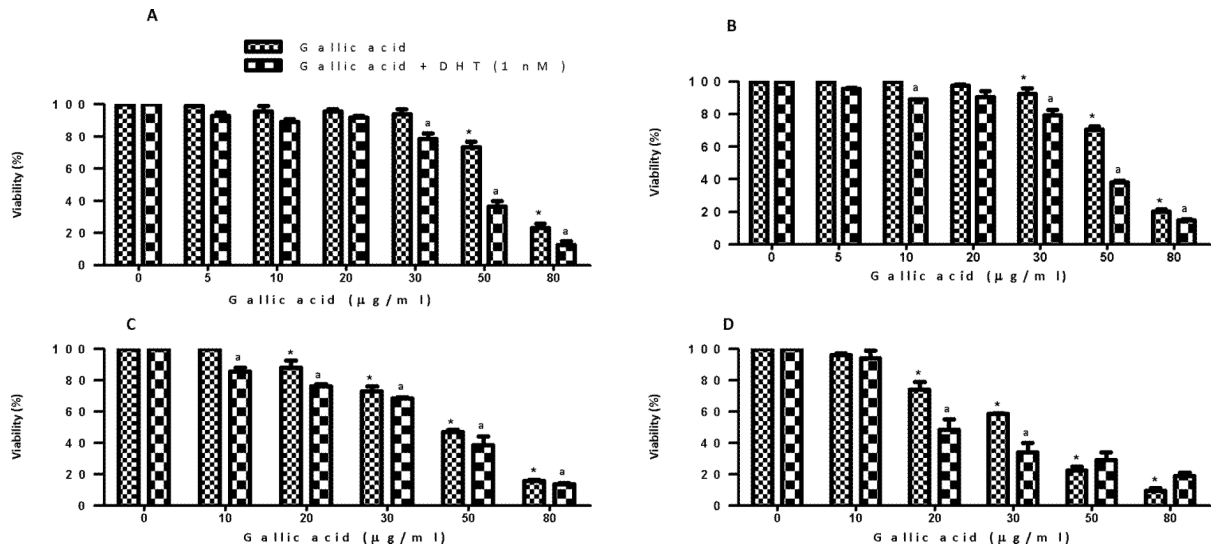 A
Gallic acid
Gallic acid + DHT (1 nM)
100
80
60
40
20
0
Viability (%)
a
*
a
*
a
0 5 10 20 30 50 80
Gallic acid (µg/ml)
B
100
80
60
40
20
0
Viability (%)
a
*
a
*
a
*
a
0 5 10 20 30 50 80
Gallic acid (µg/ml)
C
100
80
60
40
20
0
Viability (%)
a
*
a
*
a
*
a
*
a
0 10 20 30 50 80
Gallic acid (µg/ml)
D
100
80
60
40
20
0
Viability (%)
*
a
*
a
*
*
0 10 20 30 50 80
Gallic acid (µg/ml)